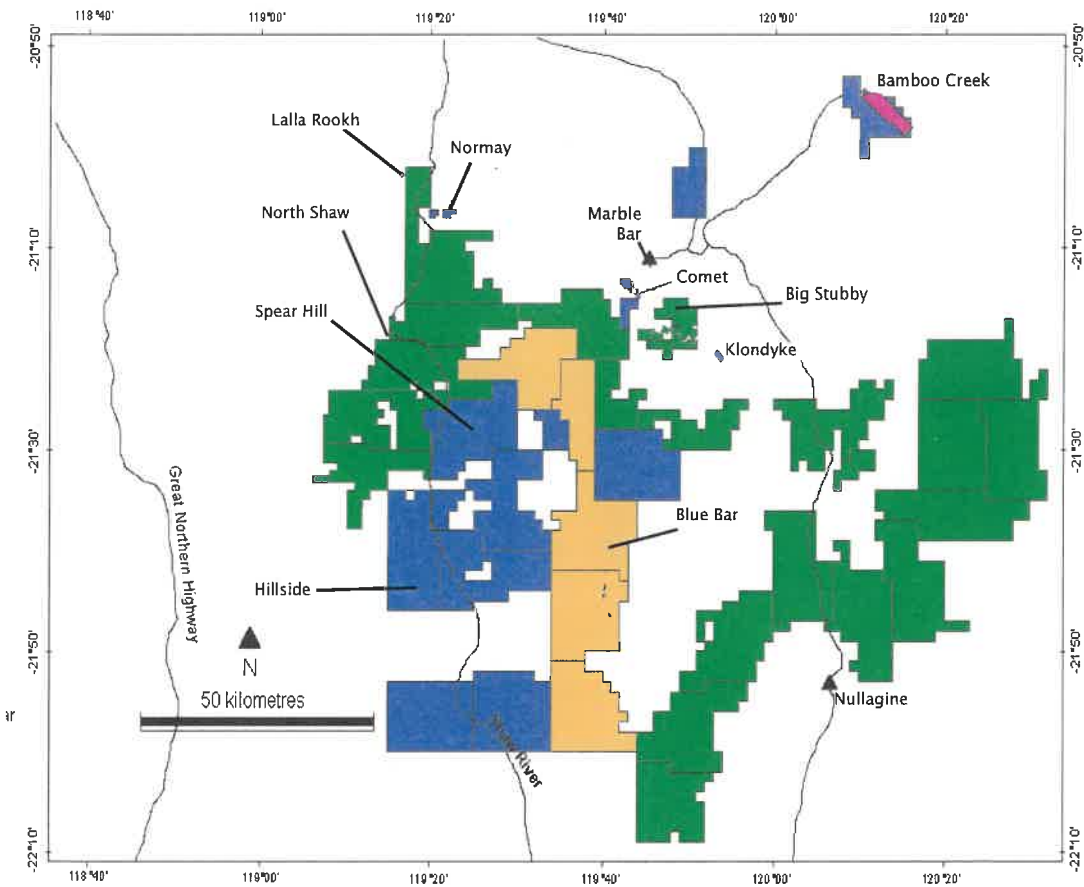 118°40'
119°00'
119°20'
119°40'
120°00'
120°20'
-20°50'
-20°50'
Bamboo Creek
Lalla Rookh
Normay
North Shaw
Marble
Bar
-21°10'
-21°10'
Comet
Big Stubby
Spear Hill
Klondyke
-21°30'
-21°30'
Great Northern Highway
Blue Bar
Hillside
N
-21°50'
-21°50'
50 kilometres
Nullagine
ar
Shaw River
-22°10'
-22°10'
118°40'
119°00'
119°20'
119°40'
120°00'
120°20'